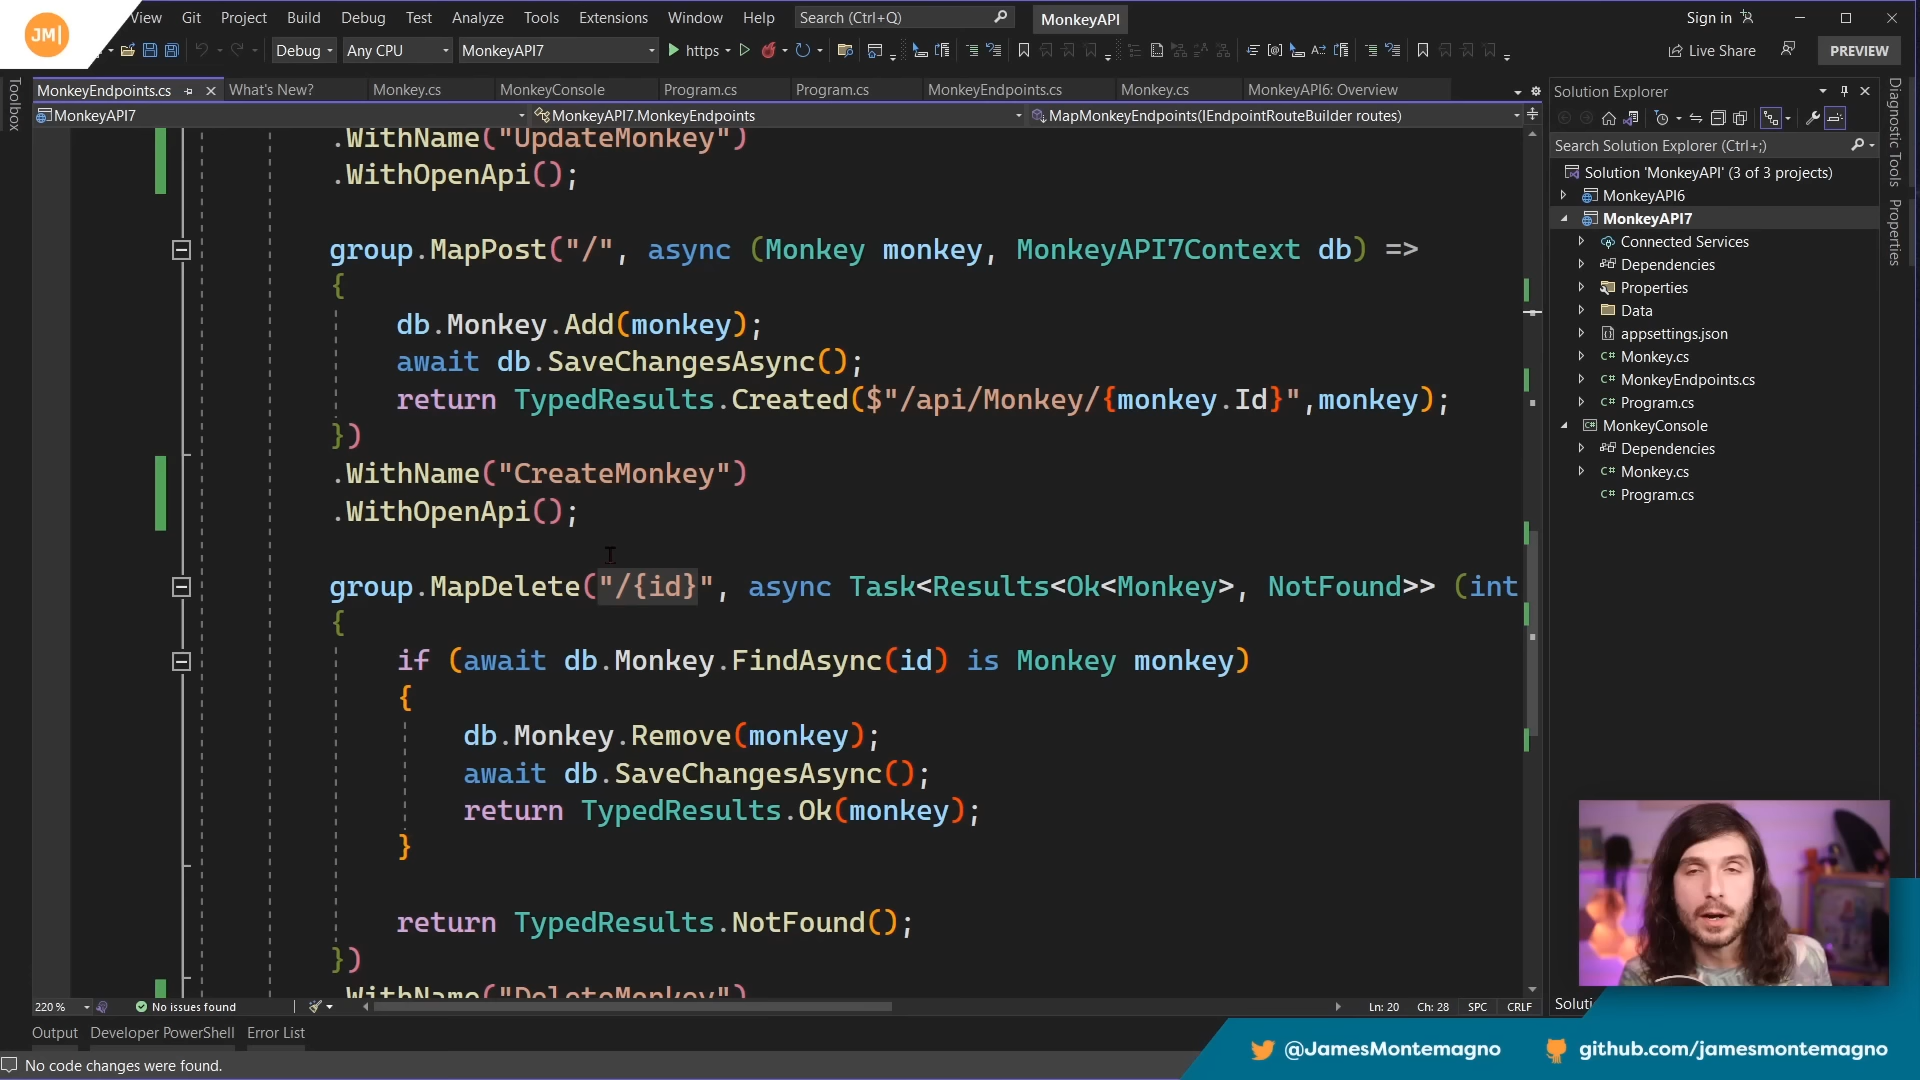 JM|
View Git Project Build Debug Test Analyze Tools Extensions Window Help Search (Ctrl+Q) MonkeyAPI Sign in
Debug Any CPU MonkeyAPI7 https Live Share PREVIEW
Toolbox
MonkeyEndpoints.cs What's New? Monkey.cs MonkeyConsole Program.cs Program.cs MonkeyEndpoints.cs Monkey.cs MonkeyAPI6: Overview
MonkeyAPI7 MonkeyAPI7.MonkeyEndpoints MapMonkeyEndpoints(IEndpointRouteBuilder routes)
.WithName("UpdateMonkey")
.WithOpenApi();
group.MapPost("/", async (Monkey monkey, MonkeyAPI7Context db) =>
{
db.Monkey.Add(monkey);
await db.SaveChangesAsync();
return TypedResults.Created($"/api/Monkey/{monkey.Id}",monkey);
})
.WithName("CreateMonkey")
.WithOpenApi();
group.MapDelete("/{id}", async Task<Results<Ok<Monkey>, NotFound>> (int
{
if (await db.Monkey.FindAsync(id) is Monkey monkey)
{
db.Monkey.Remove(monkey);
await db.SaveChangesAsync();
return TypedResults.Ok(monkey);
}
return TypedResults.NotFound();
})
.WithName("DeleteMonkey")
220 % No issues found Ln: 20 Ch: 28 SPC CRLF
Output Developer PowerShell Error List
No code changes were found.
Solution Explorer
Search Solution Explorer (Ctrl+;)
Solution 'MonkeyAPI' (3 of 3 projects)
MonkeyAPI6
MonkeyAPI7
Connected Services
Dependencies
Properties
Data
appsettings.json
C# Monkey.cs
C# MonkeyEndpoints.cs
C# Program.cs
C# MonkeyConsole
Dependencies
C# Monkey.cs
C# Program.cs
Soluti
Diagnostic Tools
Properties
@JamesMontemagno github.com/jamesmontemagno